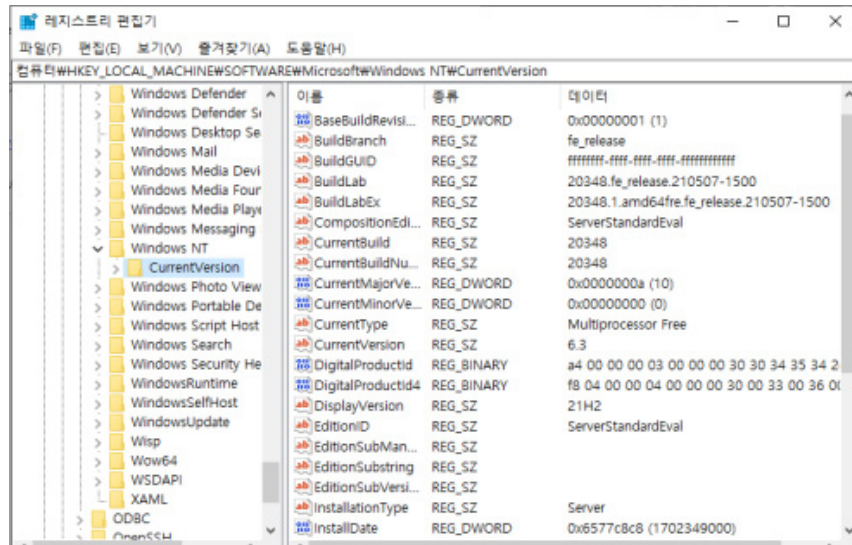 레지스트리 편집기
파일(F) 편집(E) 보기(V) 즐겨찾기(A) 도움말(H)
컴퓨터₩HKEY_LOCAL_MACHINE₩SOFTWARE₩Microsoft₩Windows NT₩CurrentVersion
Windows Defender
Windows Defender Se
Windows Desktop Se
Windows Mail
Windows Media Devi
Windows Media Four
Windows Media Playe
Windows Messaging
Windows NT
CurrentVersion
Windows Photo View
Windows Portable De
Windows Script Host
Windows Search
Windows Security He
WindowsRuntime
WindowsSelfHost
WindowsUpdate
Wisp
Wow64
WSDAPI
XAML
ODBC
OpenSSH
이름 종류 데이터
BaseBuildRevisi... REG_DWORD 0x00000001 (1)
BuildBranch REG_SZ fe_release
BuildGUID REG_SZ ffffffff-ffff-ffff-ffff-ffffffffffff
BuildLab REG_SZ 20348.fe_release.210507-1500
BuildLabEx REG_SZ 20348.1.amd64fre.fe_release.210507-1500
CompositionEdi... REG_SZ ServerStandardEval
CurrentBuild REG_SZ 20348
CurrentBuildNu... REG_SZ 20348
CurrentMajorVe... REG_DWORD 0x0000000a (10)
CurrentMinorVe... REG_DWORD 0x00000000 (0)
CurrentType REG_SZ Multiprocessor Free
CurrentVersion REG_SZ 6.3
DigitalProductId REG_BINARY a4 00 00 00 03 00 00 00 30 30 34 35 34 2
DigitalProductId4 REG_BINARY f8 04 00 00 04 00 00 00 30 00 33 00 36 00
DisplayVersion REG_SZ 21H2
EditionID REG_SZ ServerStandardEval
EditionSubMan... REG_SZ
EditionSubstring REG_SZ
EditionSubVersi... REG_SZ
InstallationType REG_SZ Server
InstallDate REG_DWORD 0x6577c8c8 (1702349000)